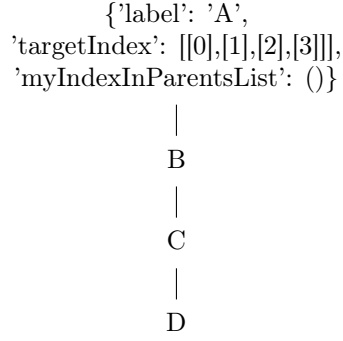 {'label': 'A',
'targetIndex': [[0],[1],[2],[3]]],
'myIndexInParentsList': ()}
B
C
D